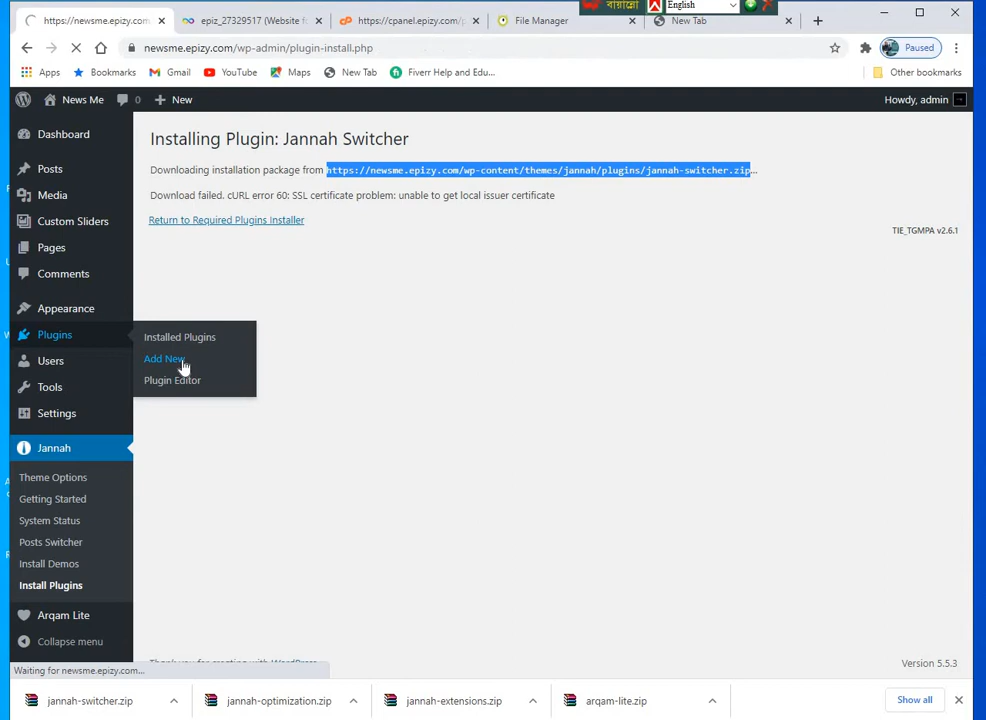 বায়ান্নো
English
https://newsme.epizy.com
epiz_27329517 (Website f
https://cpanel.epizy.com/p
File Manager
New Tab
newsme.epizy.com/wp-admin/plugin-install.php
Paused
Apps
Bookmarks
Gmail
YouTube
Maps
New Tab
Fiverr Help and Edu...
Other bookmarks
News Me
0
New
Howdy, admin
Dashboard
Posts
Media
Custom Sliders
Pages
Comments
Appearance
Plugins
Users
Tools
Settings
Jannah
Theme Options
Getting Started
System Status
Posts Switcher
Install Demos
Install Plugins
Arqam Lite
Collapse menu
Installed Plugins
Add New
Plugin Editor
Installing Plugin: Jannah Switcher
Downloading installation package from https://newsme.epizy.com/wp-content/themes/jannah/plugins/jannah-switcher.zip...
Download failed. cURL error 60: SSL certificate problem: unable to get local issuer certificate
Return to Required Plugins Installer
TIE_TGMPA v2.6.1
Thank you for creating with WordPress
Version 5.5.3
Waiting for newsme.epizy.com...
jannah-switcher.zip
jannah-optimization.zip
jannah-extensions.zip
arqam-lite.zip
Show all